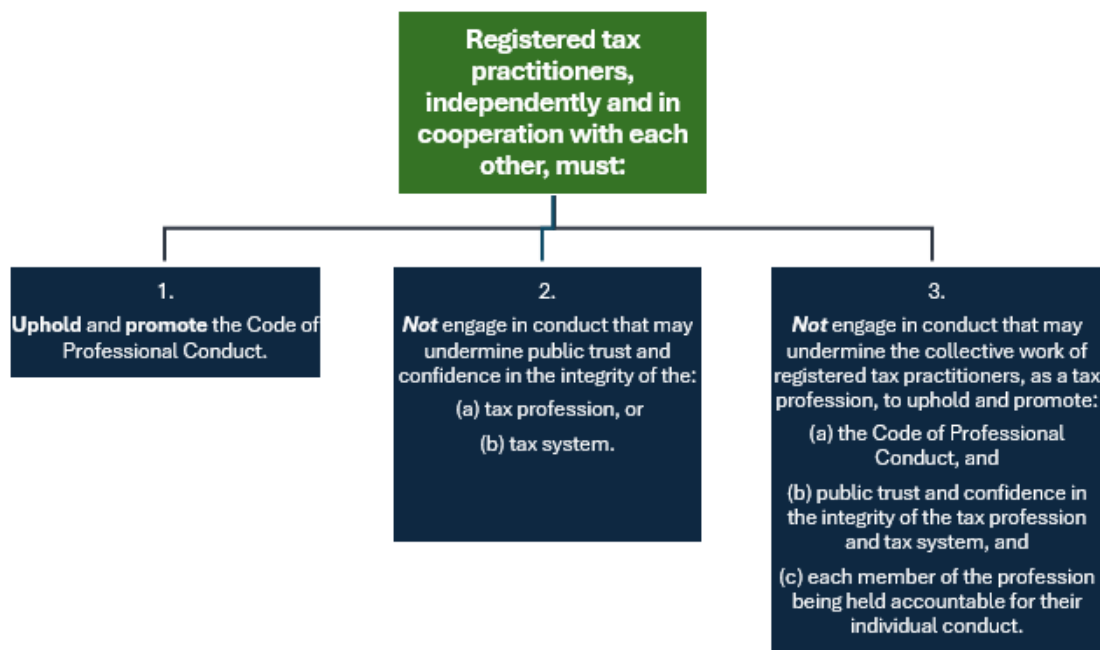 Registered tax
practitioners,
independently and in
cooperation with each
other, must:
1.
Uphold and promote the Code of
Professional Conduct.
2.
Not engage in conduct that may
undermine public trust and
confidence in the integrity of the:
(a) tax profession, or
(b) tax system.
3.
Not engage in conduct that may
undermine the collective work of
registered tax practitioners, as a tax
profession, to uphold and promote:
(a) the Code of Professional
Conduct, and
(b) public trust and confidence in
the integrity of the tax profession
and tax system, and
(c) each member of the profession
being held accountable for their
individual conduct.